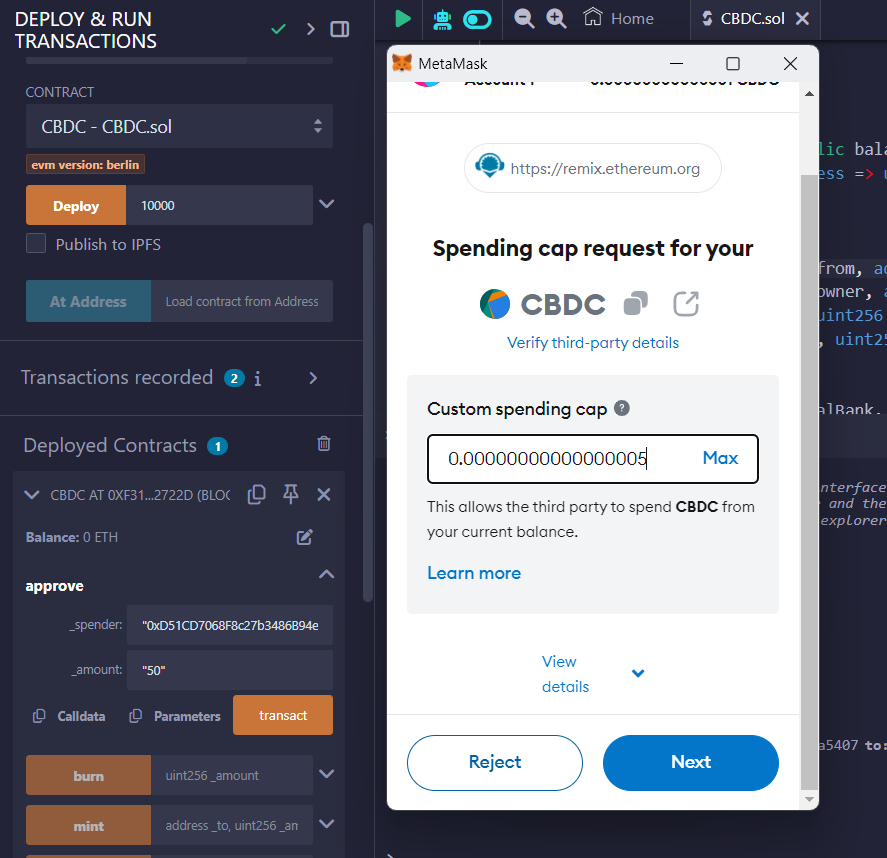 DEPLOY & RUN
TRANSACTIONS
CONTRACT
CBDC - CBDC.sol
evm version: berlin
Deploy 10000
Publish to IPFS
At Address Load contract from Address
Transactions recorded 2 i
Deployed Contracts 1
CBDC AT 0XF31...2722D (BLOC
Balance: 0 ETH
approve
_spender: "0xD51CD7068F8c27b3486B94e
_amount: "50"
Calldata Parameters transact
burn uint256 _amount
mint address _to, uint256 _am
Home CBDC.sol
MetaMask
https://remix.ethereum.org
Spending cap request for your
CBDC
Verify third-party details
Custom spending cap ?
0.00000000000000005 Max
This allows the third party to spend CBDC from
your current balance.
Learn more
View
details
Reject Next
lic bala
ess => u
from, ad
owner, a
uint256
, uint25
alBank.
nterface
and the
explorer
a5407 to: